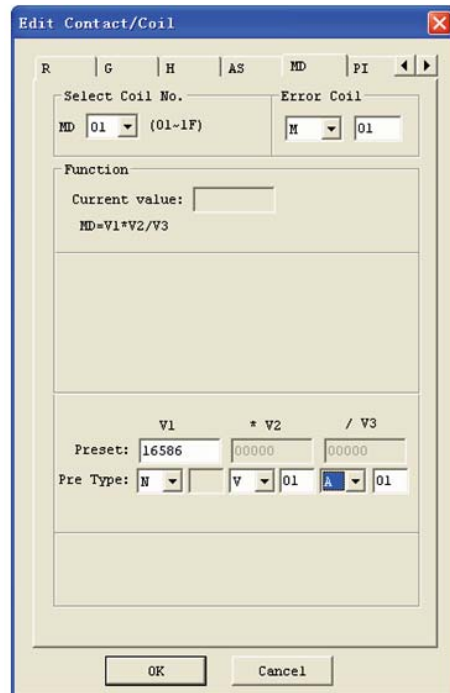 Edit Contact/Coil
R G H AS MD PI
Select Coil No. Error Coil
MD 01 (01~1F) M 01
Function
Current value:
MD=V1*V2/V3
V1 * V2 / V3
Preset: 16586 00000 00000
Pre Type: N V 01 A 01
OK Cancel